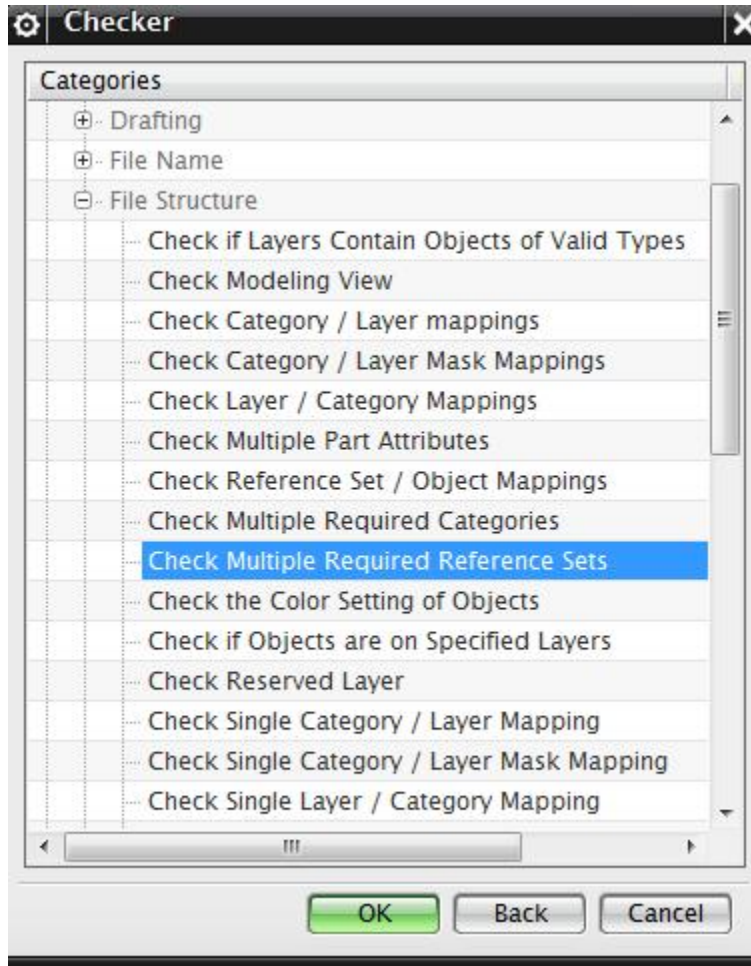 Checker
Categories
Drafting
File Name
File Structure
Check if Layers Contain Objects of Valid Types
Check Modeling View
Check Category / Layer mappings
Check Category / Layer Mask Mappings
Check Layer / Category Mappings
Check Multiple Part Attributes
Check Reference Set / Object Mappings
Check Multiple Required Categories
Check Multiple Required Reference Sets
Check the Color Setting of Objects
Check if Objects are on Specified Layers
Check Reserved Layer
Check Single Category / Layer Mapping
Check Single Category / Layer Mask Mapping
Check Single Layer / Category Mapping
OK Back Cancel